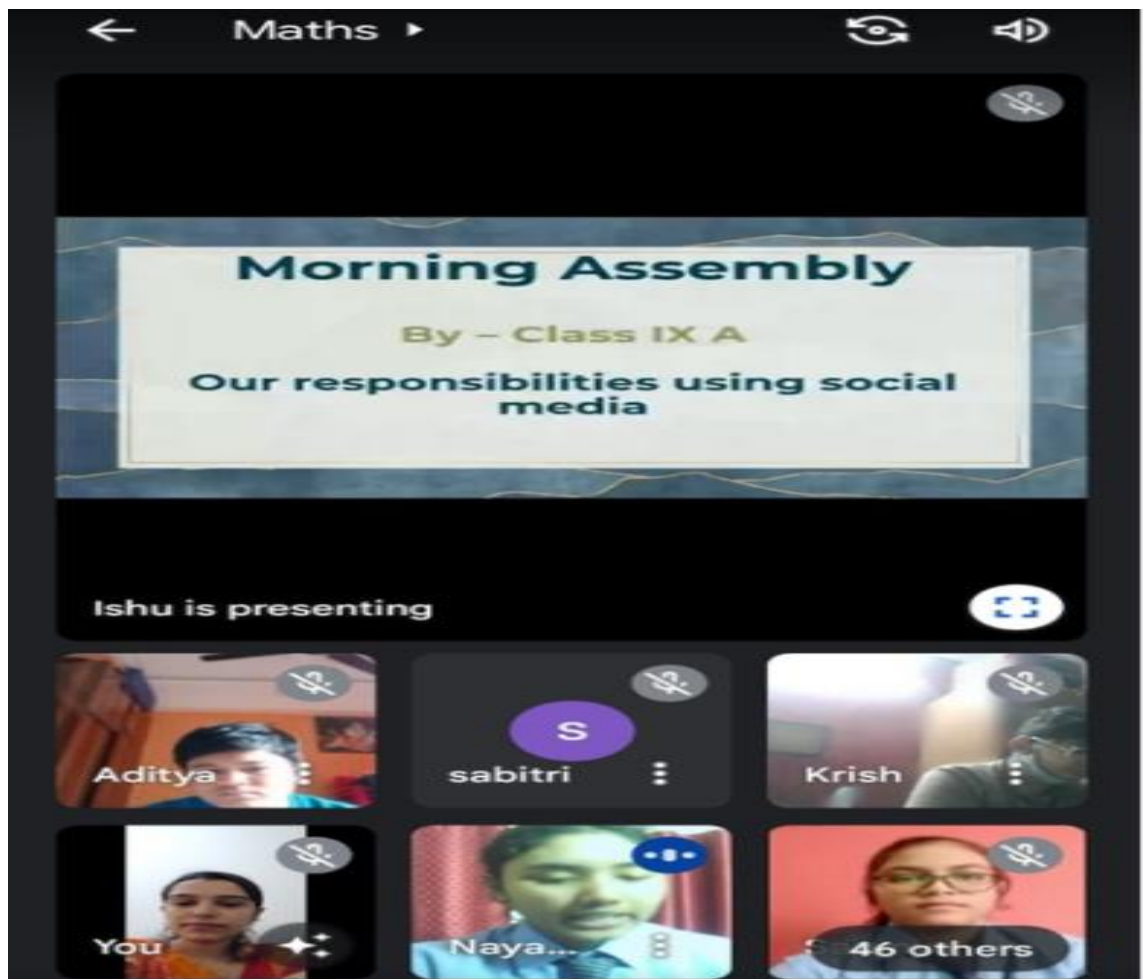 Maths
Morning Assembly
By – Class IX A
Our responsibilities using social
media
Ishu is presenting
Aditya
S
sabitri
Krish
You
Naya...
46 others